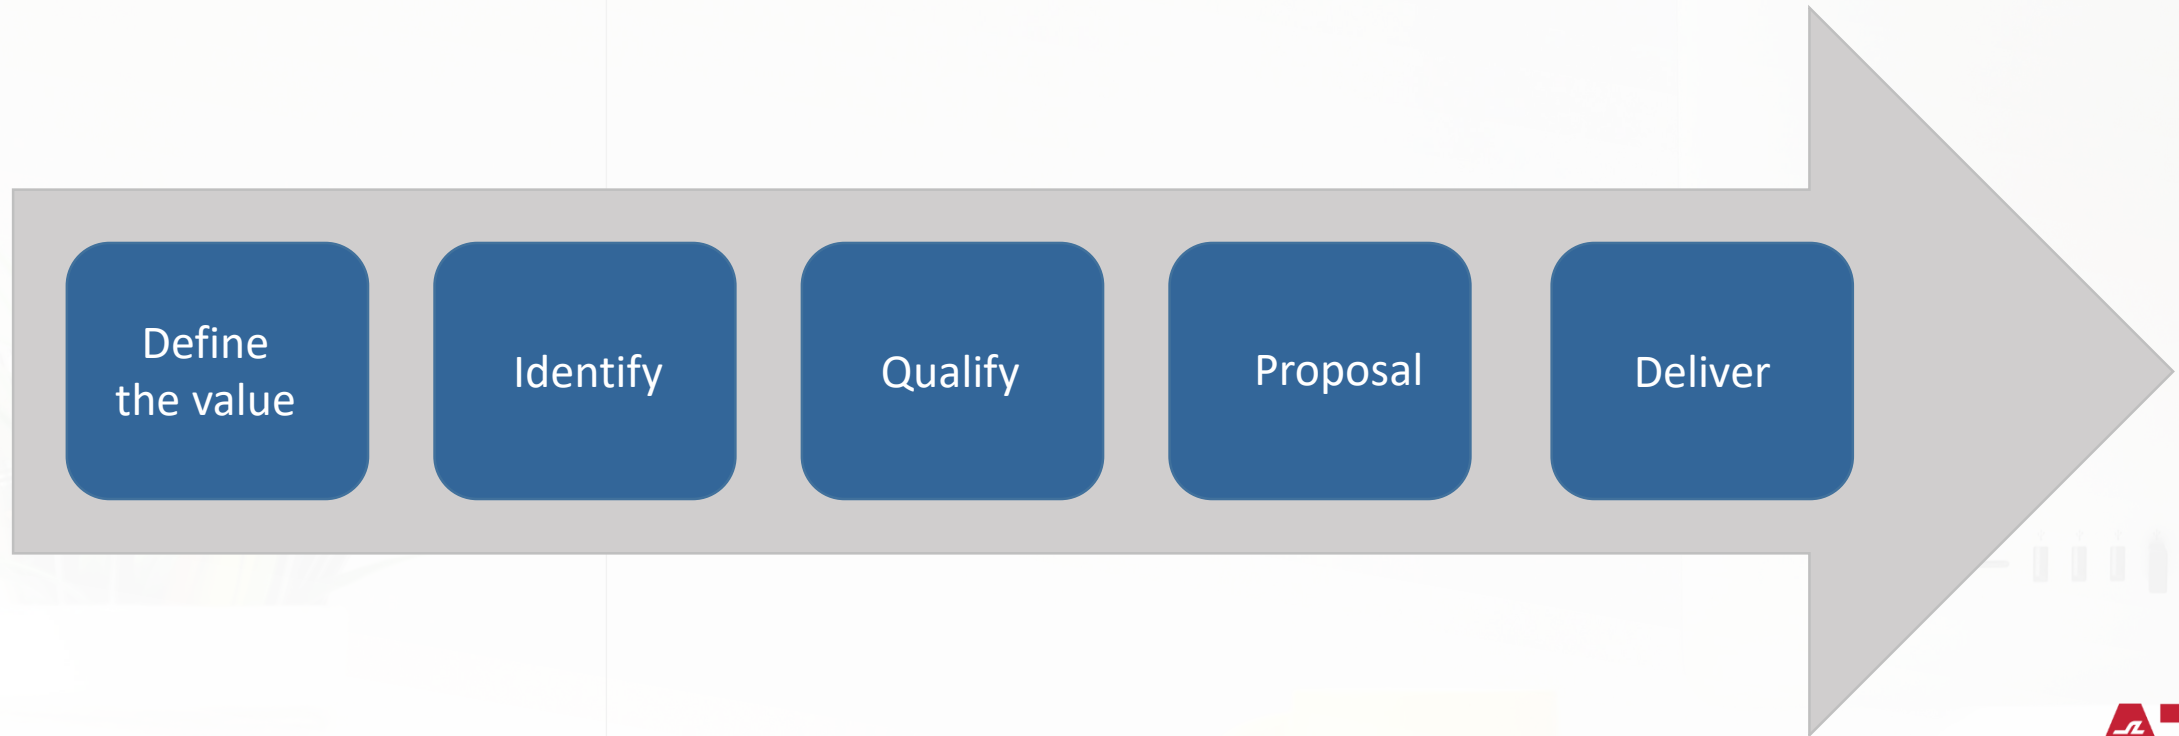 Define
the value
Identify
Qualify
Proposal
Deliver